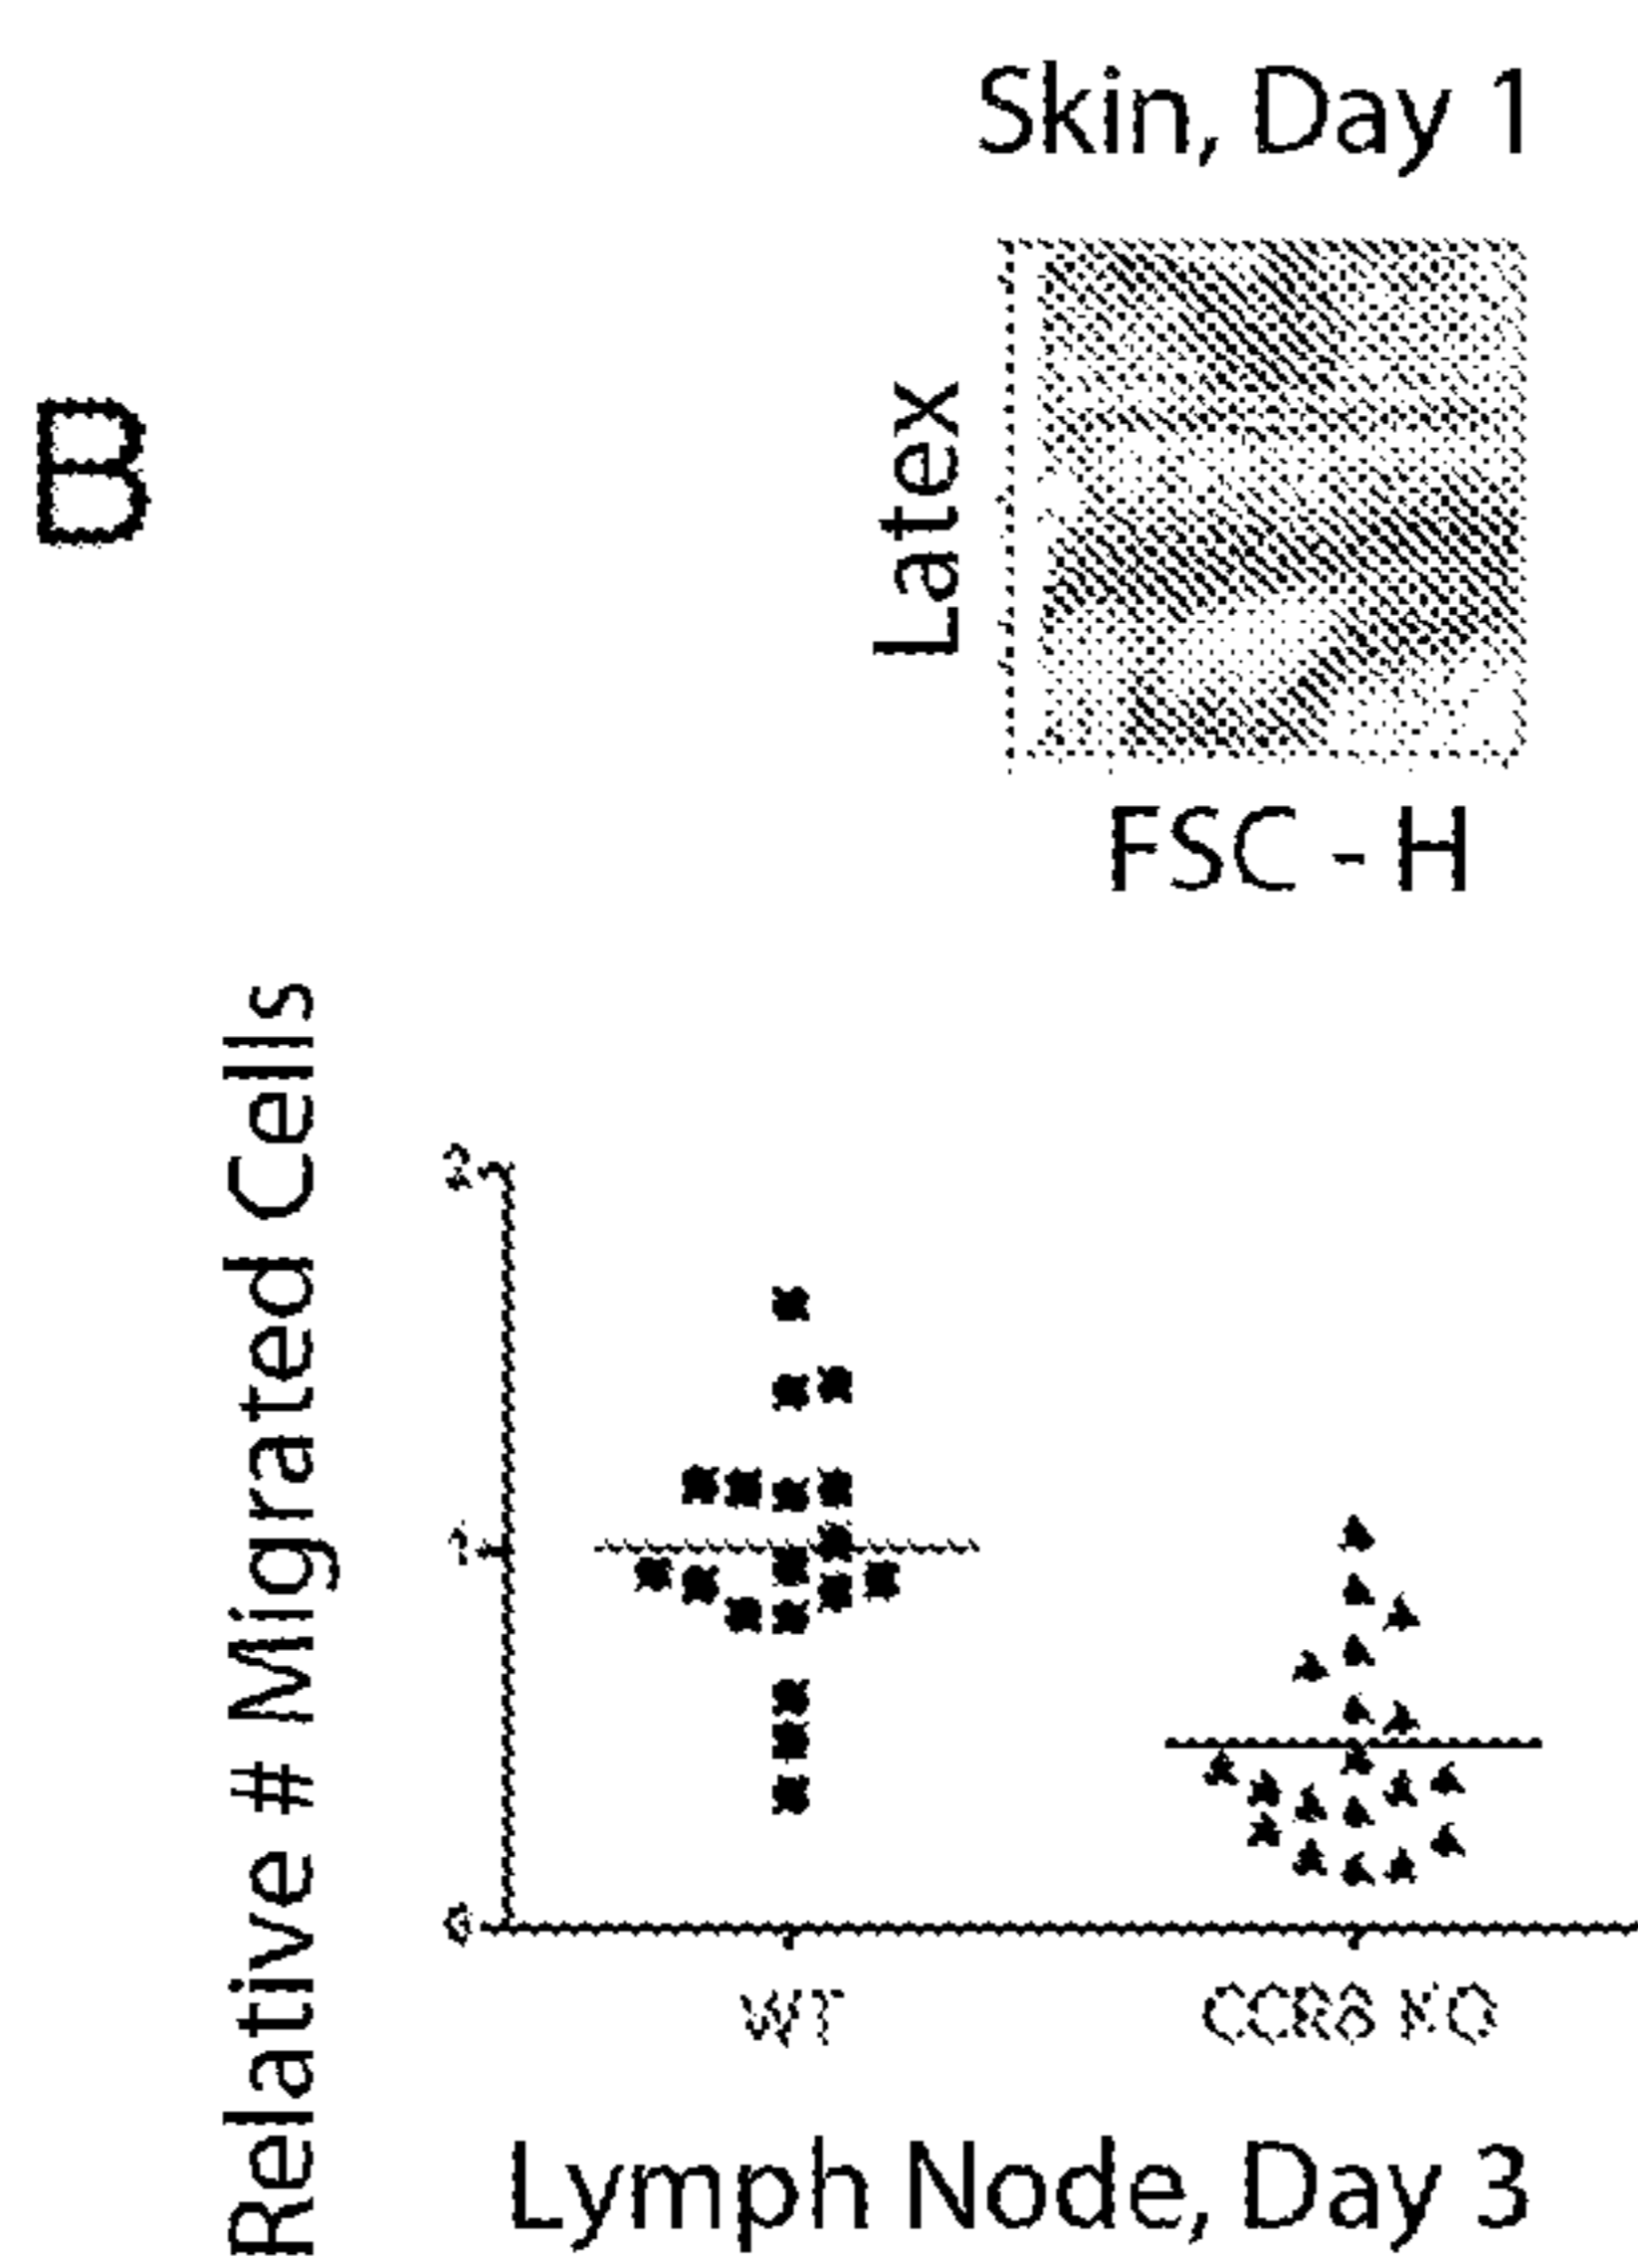 B
Skin, Day 1
Latex
FSC - H
Relative # Migrated Cells
2
1
0
WT
CCR8 KO
Lymph Node, Day 3